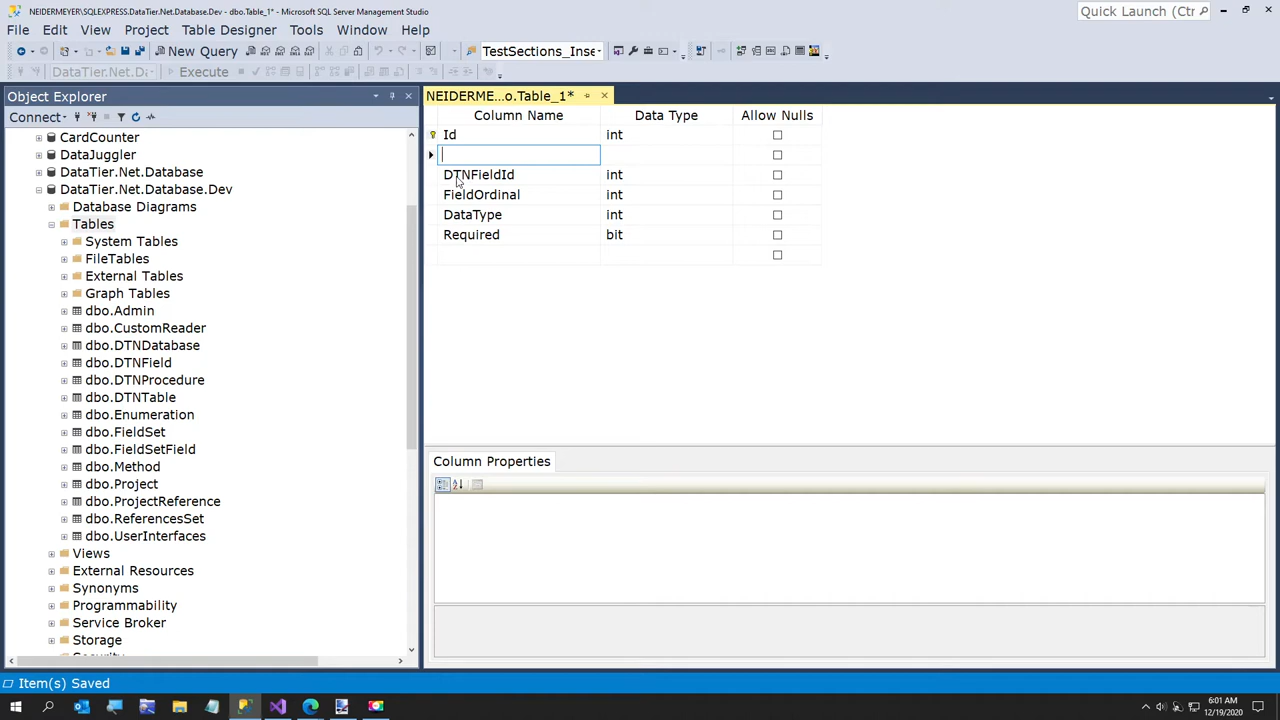 NEIDERMEYER\SQLEXPRESS.DataTier.Net.Database.Dev - dbo.Table_1* - Microsoft SQL Server Management Studio
Quick Launch (Ctr
File Edit View Project Table Designer Tools Window Help
New Query
TestSections_Inse
DataTier.Net.Da
Execute
Object Explorer
NEIDERME...o.Table_1*
Connect
Column Name Data Type Allow Nulls
CardCounter
Id int
DataJuggler
DataTier.Net.Database
DTNFieldId int
DataTier.Net.Database.Dev
FieldOrdinal int
Database Diagrams
DataType int
Tables
Required bit
System Tables
FileTables
External Tables
Graph Tables
dbo.Admin
dbo.CustomReader
dbo.DTNDatabase
dbo.DTNField
dbo.DTNProcedure
dbo.DTNTable
dbo.Enumeration
dbo.FieldSet
dbo.FieldSetField
dbo.Method
dbo.Project
dbo.ProjectReference
dbo.ReferencesSet
dbo.UserInterfaces
Views
External Resources
Synonyms
Programmability
Service Broker
Storage
Column Properties
Item(s) Saved
6:01 AM
12/19/2020